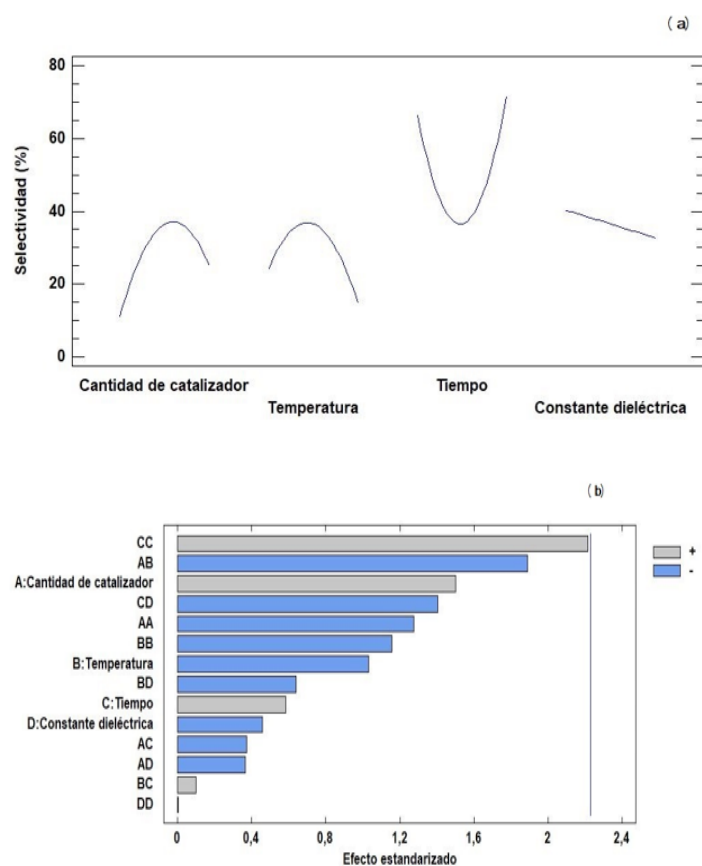 ( a)
80
60
40
20
0
Selectividad (%)
Cantidad de catalizador
Temperatura
Tiempo
Constante dieléctrica
(b)
CC
AB
A:Cantidad de catalizador
CD
AA
BB
B:Temperatura
BD
C:Tiempo
D:Constante dieléctrica
AC
AD
BC
DD
+
-
0 0,4 0,8 1,2 1,6 2 2,4
Efecto estandarizado